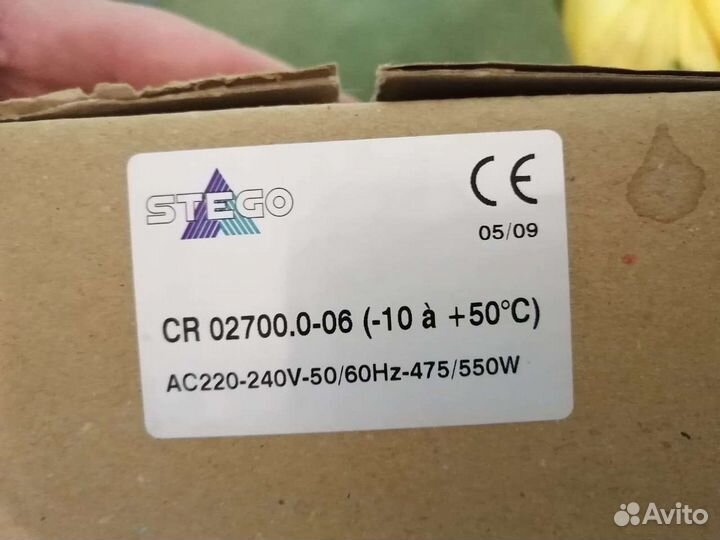 STEGO
CE
05/09
CR 02700.0-06 (-10 à +50°C)
AC220-240V-50/60Hz-475/550W
Avito